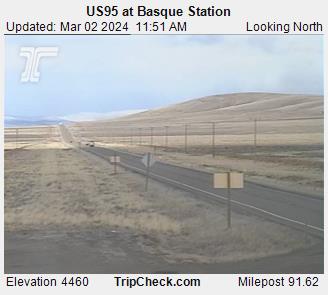 US95 at Basque Station
Updated: Mar 02 2024 11:51 AM Looking North
Elevation 4460 TripCheck.com Milepost 91.62